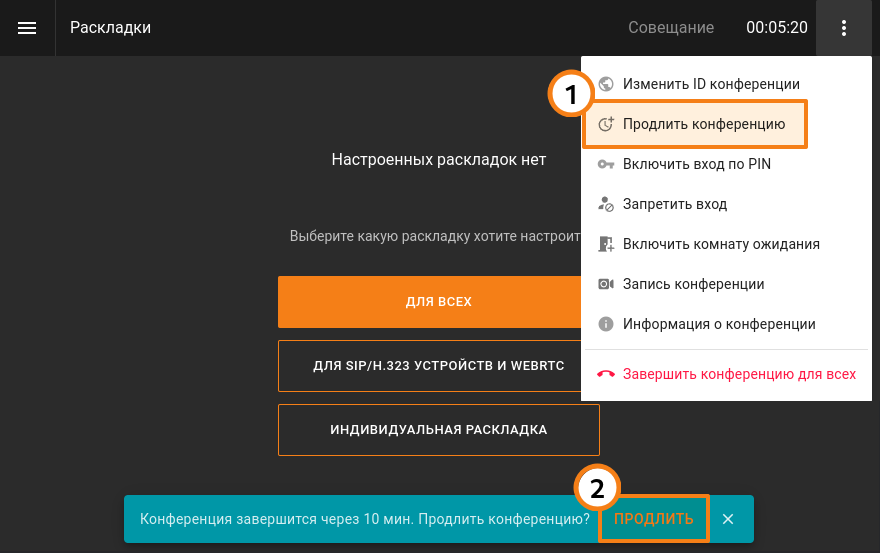 Раскладки
Совещание
00:05:20
1
Изменить ID конференции
Продлить конференцию
Включить вход по PIN
Запретить вход
Включить комнату ожидания
Запись конференции
Информация о конференции
Завершить конференцию для всех
Настроенных раскладок нет
Выберите какую раскладку хотите настроит
ДЛЯ ВСЕХ
ДЛЯ SIP/H.323 УСТРОЙСТВ И WEBRTC
ИНДИВИДУАЛЬНАЯ РАСКЛАДКА
2
Конференция завершится через 10 мин. Продлить конференцию?
ПРОДЛИТЬ